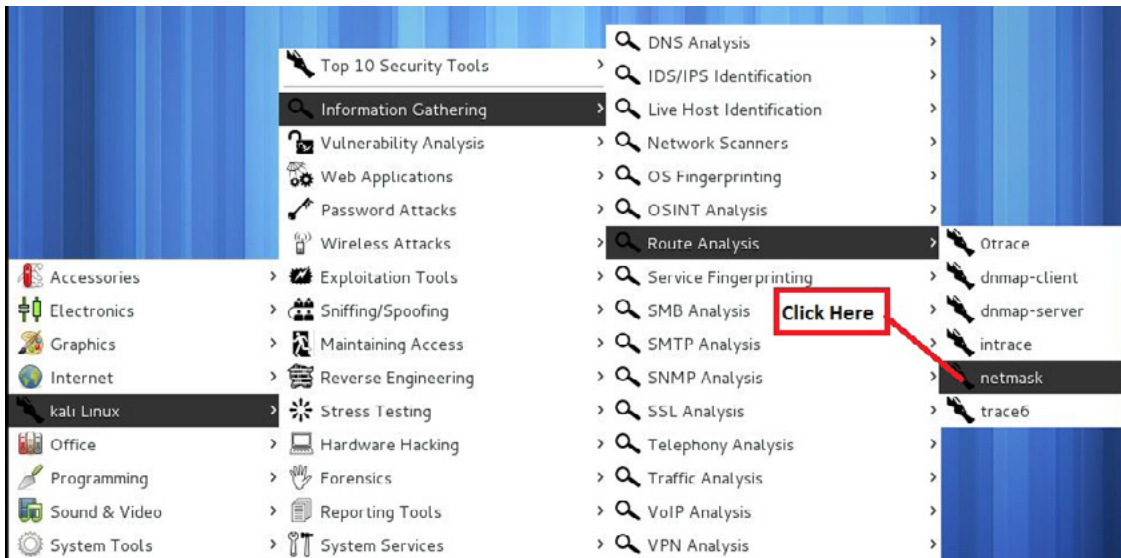 Accessories
Electronics
Graphics
Internet
kali Linux
Office
Programming
Sound & Video
System Tools
Top 10 Security Tools
Information Gathering
Vulnerability Analysis
Web Applications
Password Attacks
Wireless Attacks
Exploitation Tools
Sniffing/Spoofing
Maintaining Access
Reverse Engineering
Stress Testing
Hardware Hacking
Forensics
Reporting Tools
System Services
DNS Analysis
IDS/IPS Identification
Live Host Identification
Network Scanners
OS Fingerprinting
OSINT Analysis
Route Analysis
Service Fingerprinting
SMB Analysis
SMTP Analysis
SNMP Analysis
SSL Analysis
Telephony Analysis
Traffic Analysis
VoIP Analysis
VPN Analysis
Click Here
0trace
dnmap-client
dnmap-server
intrace
netmask
trace6